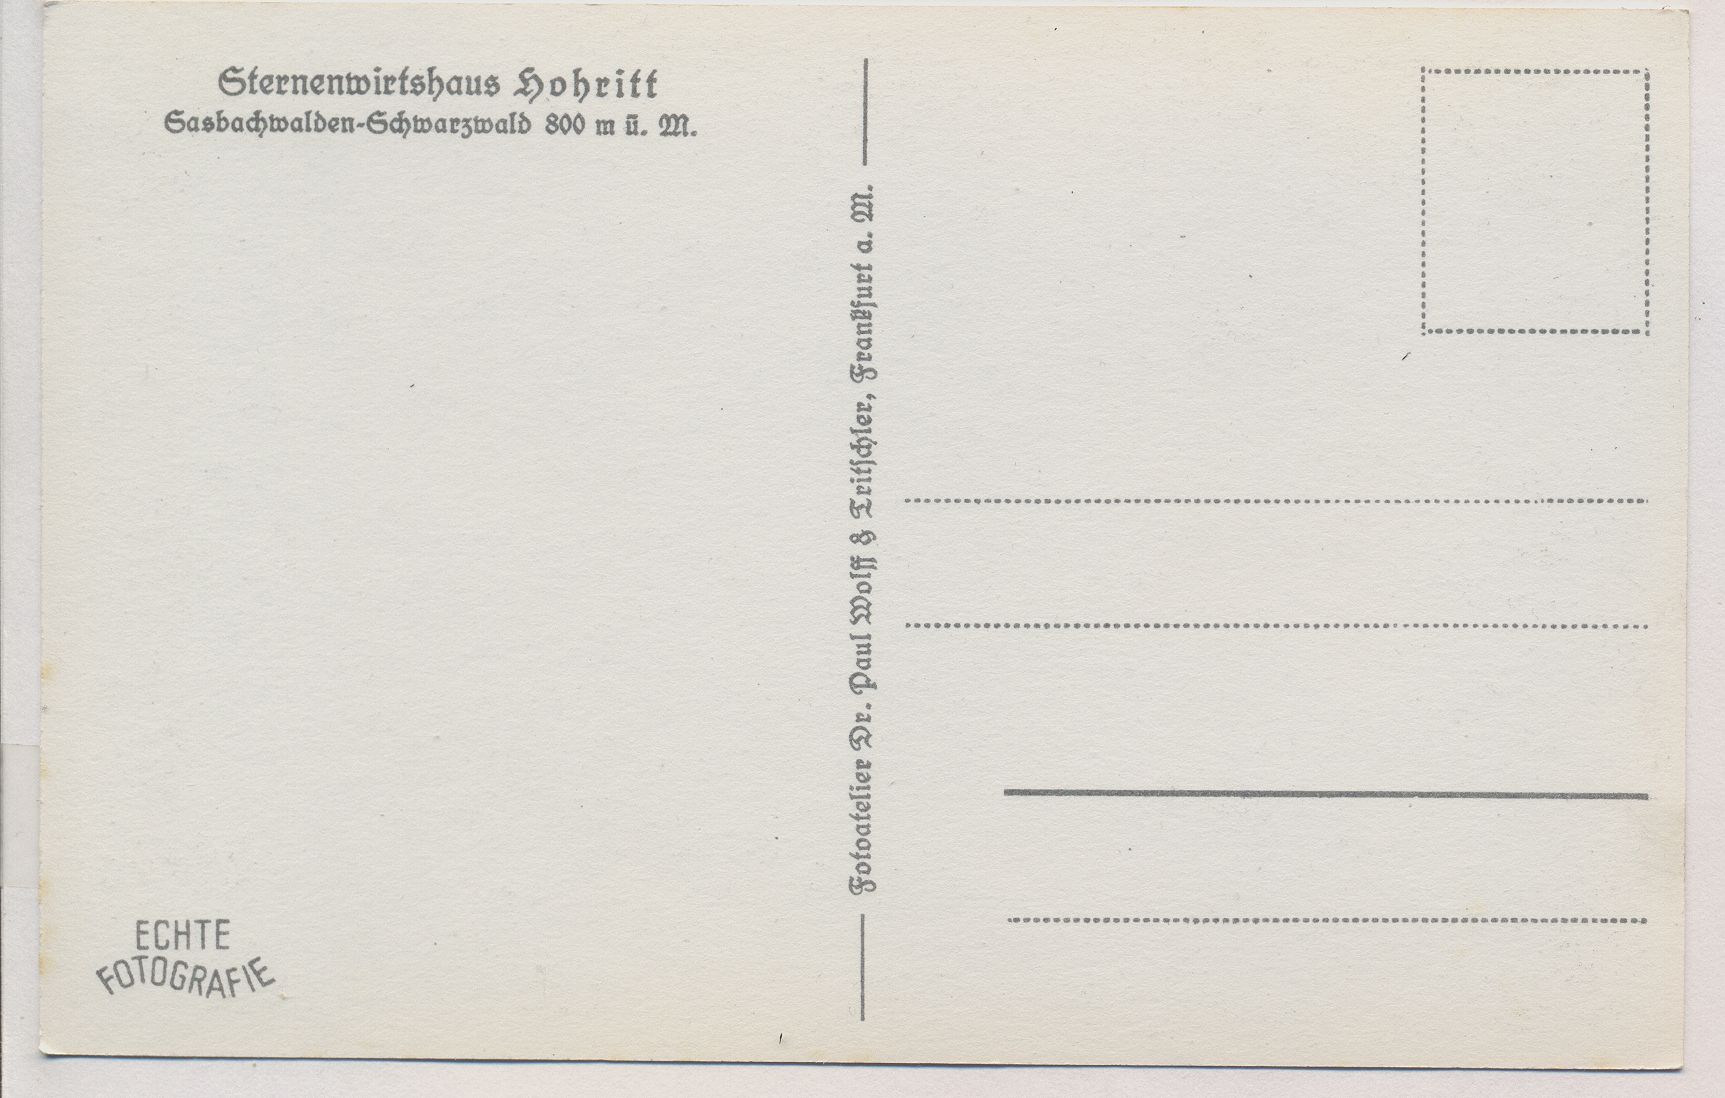 Sternenwirtshaus Hohritt
Sasbachwalden-Schwarzwald 800 m ü. M.
Fotoatelier Dr. Paul Wolff & Tritschler, Frankfurt a. M.
ECHTE
FOTOGRAFIE